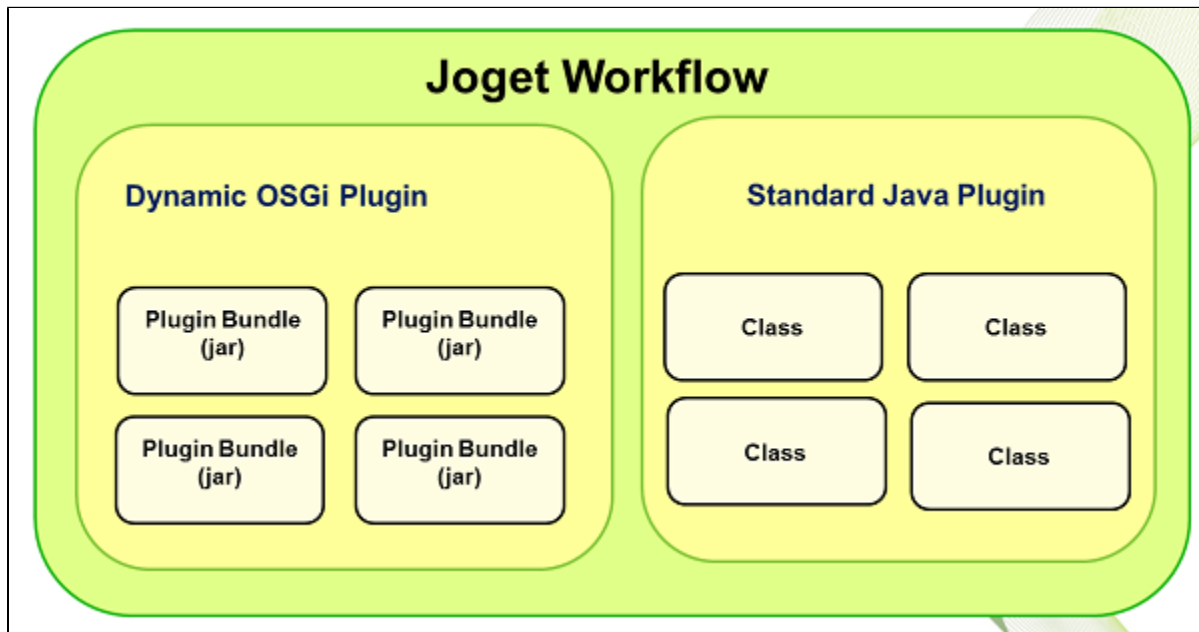 Joget Workflow
Dynamic OSGi Plugin
Plugin Bundle
(jar)
Plugin Bundle
(jar)
Plugin Bundle
(jar)
Plugin Bundle
(jar)
Standard Java Plugin
Class
Class
Class
Class